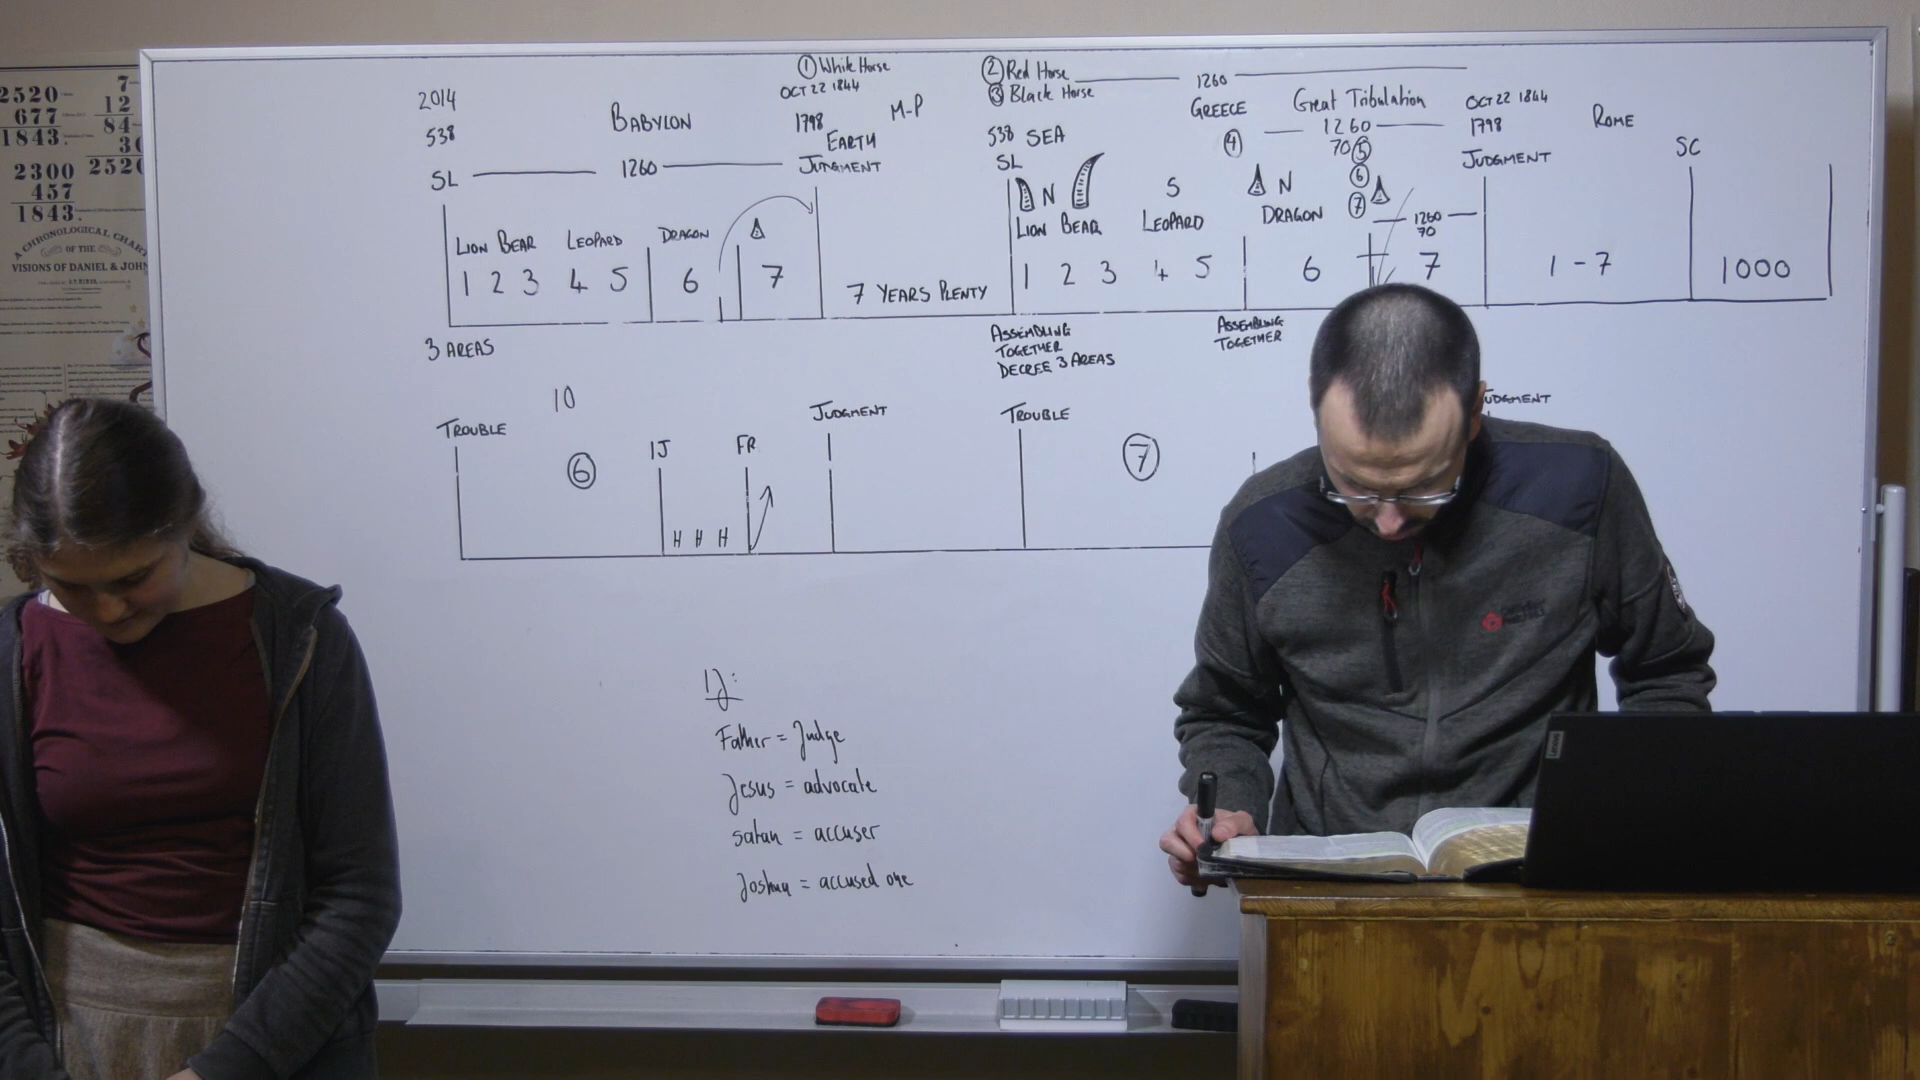 2520
677
1843
7
12
84
2520
2300
457
1843.
A CHRONOLOGICAL CHART
OF THE
VISIONS OF DANIEL & JOHN
① White Horse
OCT 22 1844
② Red Horse 1260
③ Black Horse
2014
538
BABYLON
1798
EARTH
M-P
538 SEA
GREECE
④
Great Tribulation
1260
70 ⑤
⑥
⑦
OCT 22 1844
1798
JUDGMENT
ROME
SC
SL 1260 JUDGMENT
SL
N
S
N
1260
70
LION BEAR LEOPARD DRAGON
1 2 3 4 5 6 7
7 YEARS PLENTY
LION BEAR LEOPARD DRAGON
1 2 3 4 5 6 7 1-7 1000
3 AREAS
ASSEMBLING
TOGETHER
DECREE 3 AREAS
ASSEMBLING
TOGETHER
10
TROUBLE
⑥
IJ
FR
JUDGMENT
TROUBLE
⑦
UDGMENT
H H H
IJ:
Father = Judge
Jesus = advocate
satan = accuser
Joshua = accused one
Lenovo